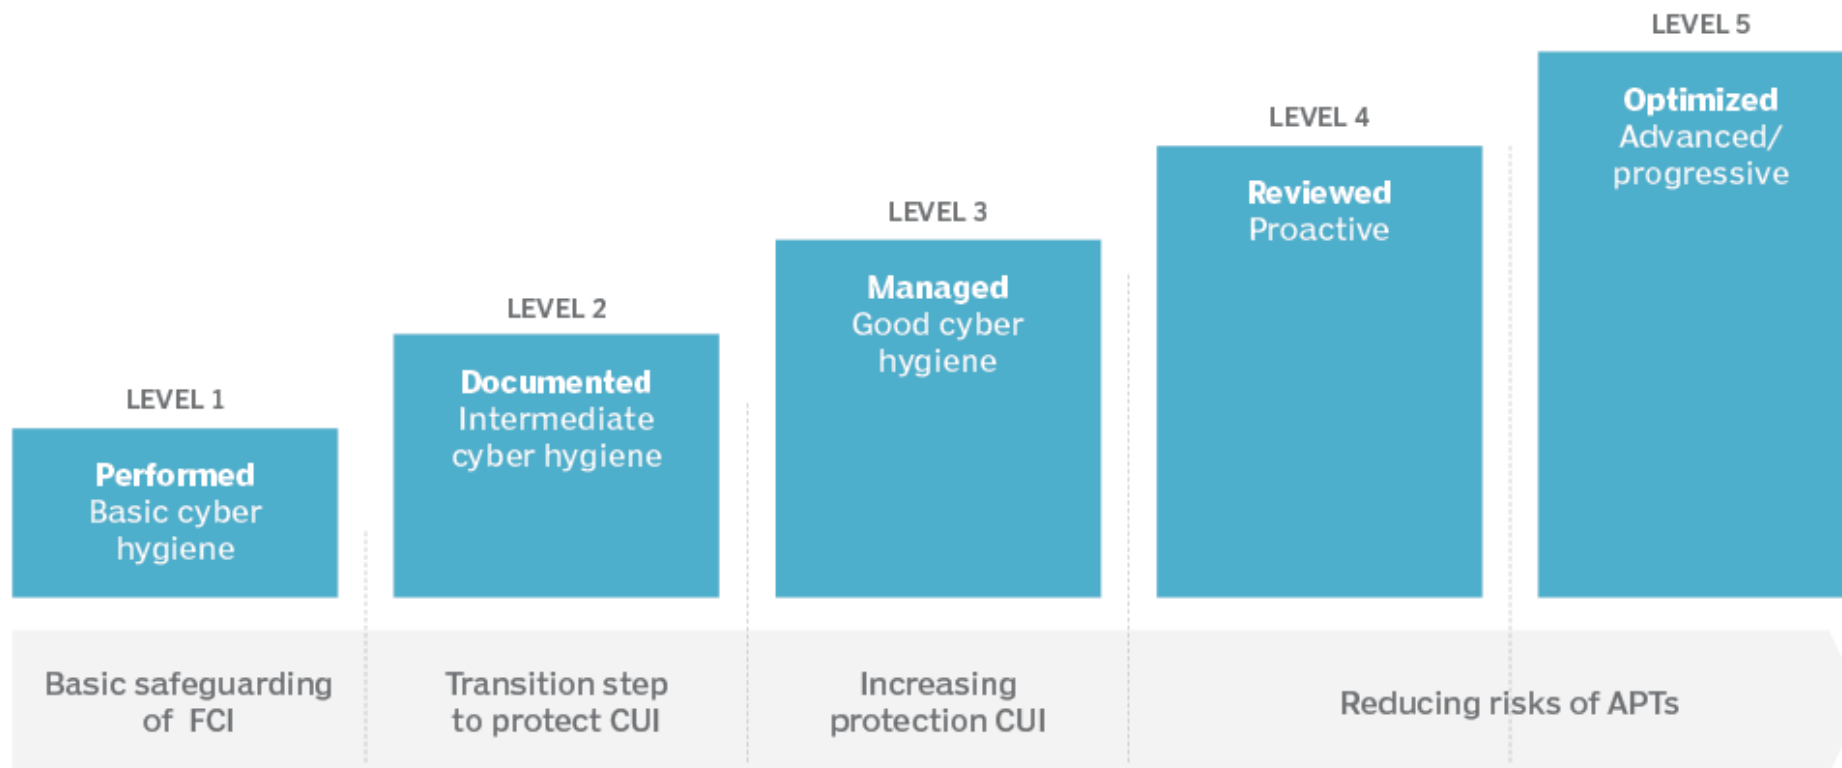 LEVEL 1
Performed
Basic cyber
hygiene
LEVEL 2
Documented
Intermediate
cyber hygiene
LEVEL 3
Managed
Good cyber
hygiene
LEVEL 4
Reviewed
Proactive
LEVEL 5
Optimized
Advanced/
progressive
Basic safeguarding
of FCI
Transition step
to protect CUI
Increasing
protection CUI
Reducing risks of APTs